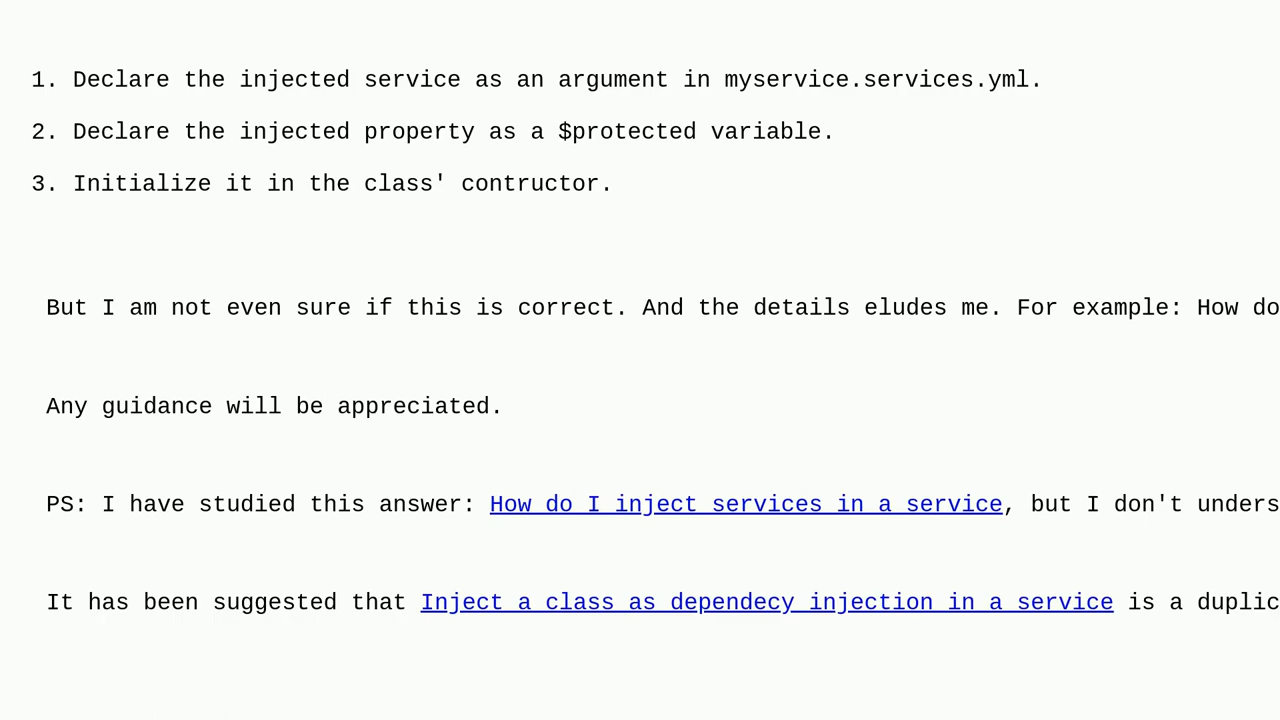 1. Declare the injected service as an argument in myservice.services.yml.
2. Declare the injected property as a $protected variable.
3. Initialize it in the class' contructor.
But I am not even sure if this is correct. And the details eludes me. For example: How do
Any guidance will be appreciated.
PS: I have studied this answer: How do I inject services in a service, but I don't unders
It has been suggested that Inject a class as dependecy injection in a service is a duplic